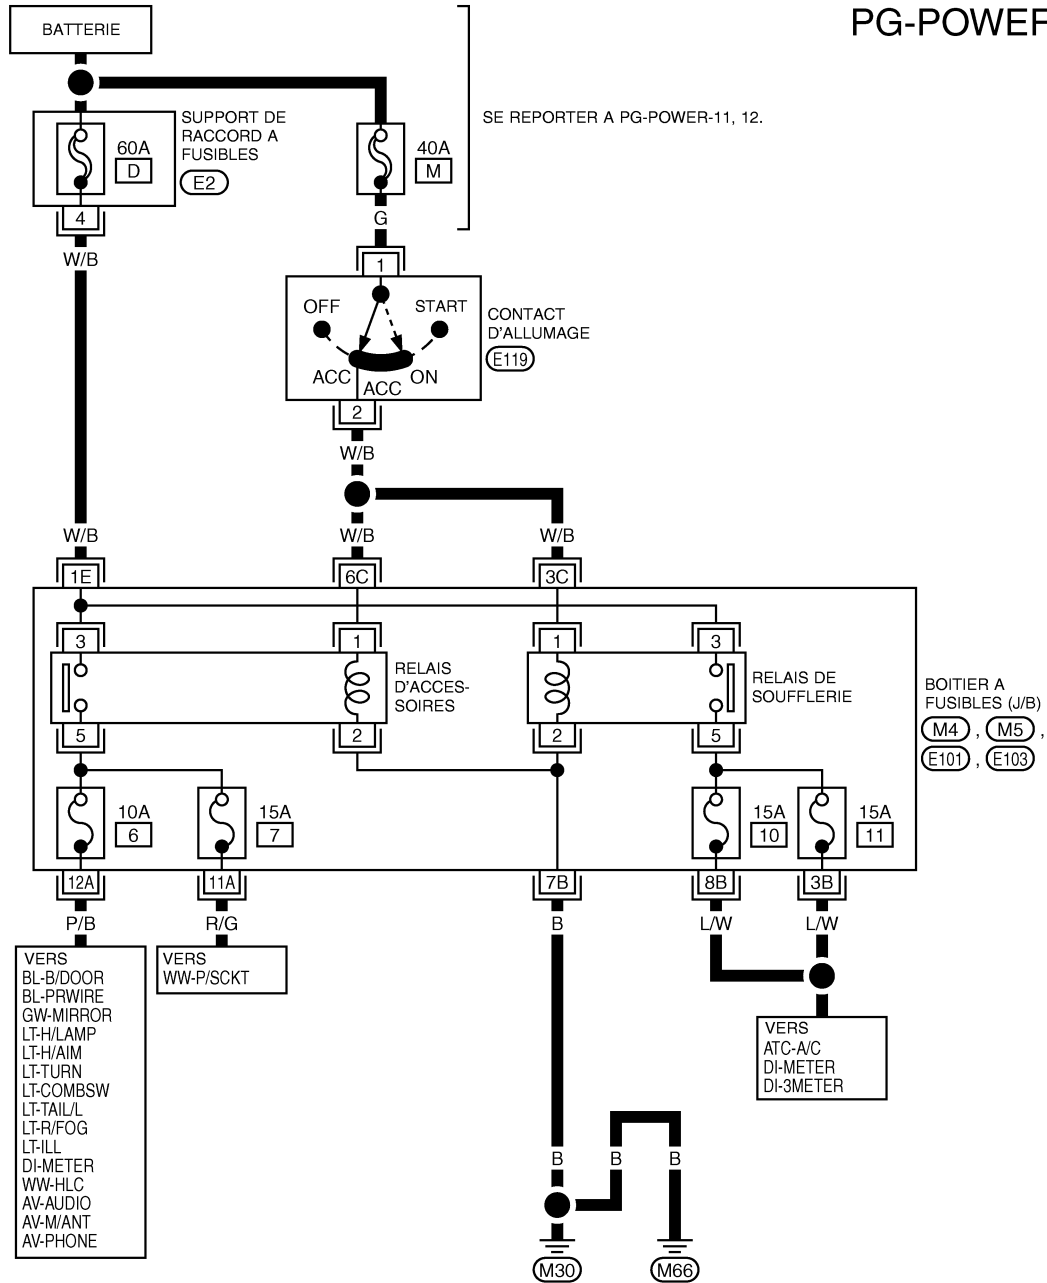 PG-POWER
BATTERIE
SUPPORT DE
RACCORD A
FUSIBLES
E2
60A
D
4
W/B
40A
M
G
SE REPORTER A PG-POWER-11, 12.
1
OFF
START
ACC
ACC
ON
CONTACT
D'ALLUMAGE
E119
2
W/B
W/B
W/B
W/B
1E
6C
3C
3
1
1
3
RELAIS
D'ACCES-
SOIRES
RELAIS DE
SOUFFLERIE
BOITIER A
FUSIBLES (J/B)
M4 , M5 ,
E101 , E103
5
2
2
5
10A
6
15A
7
15A
10
15A
11
12A
11A
7B
8B
3B
P/B
R/G
B
L/W
L/W
VERS
BL-B/DOOR
BL-PRWIRE
GW-MIRROR
LT-H/LAMP
LT-H/AIM
LT-TURN
LT-COMBSW
LT-TAIL/L
LT-R/FOG
LT-ILL
DI-METER
WW-HLC
AV-AUDIO
AV-M/ANT
AV-PHONE
VERS
WW-P/SCKT
VERS
ATC-A/C
DI-METER
DI-3METER
B
B
B
M30
M66